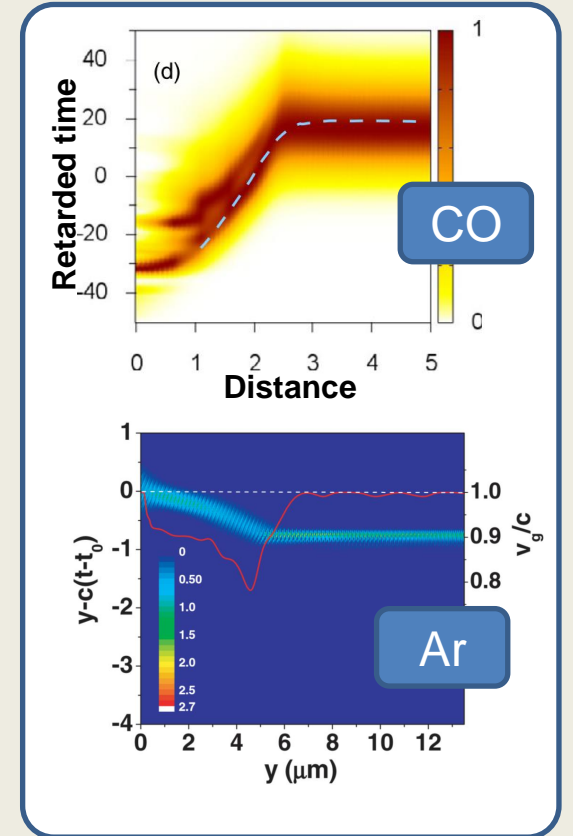 (d)
Retarded time
40
20
0
-20
-40
0 1 2 3 4 5
Distance
1
0
CO
y-c(t-t0)
1
0
-1
-2
-3
-4
0
0.50
1.0
1.5
2.0
2.5
2.7
0 2 4 6 8 10 12
y (μm)
1.0
0.9
0.8
vg/c
Ar